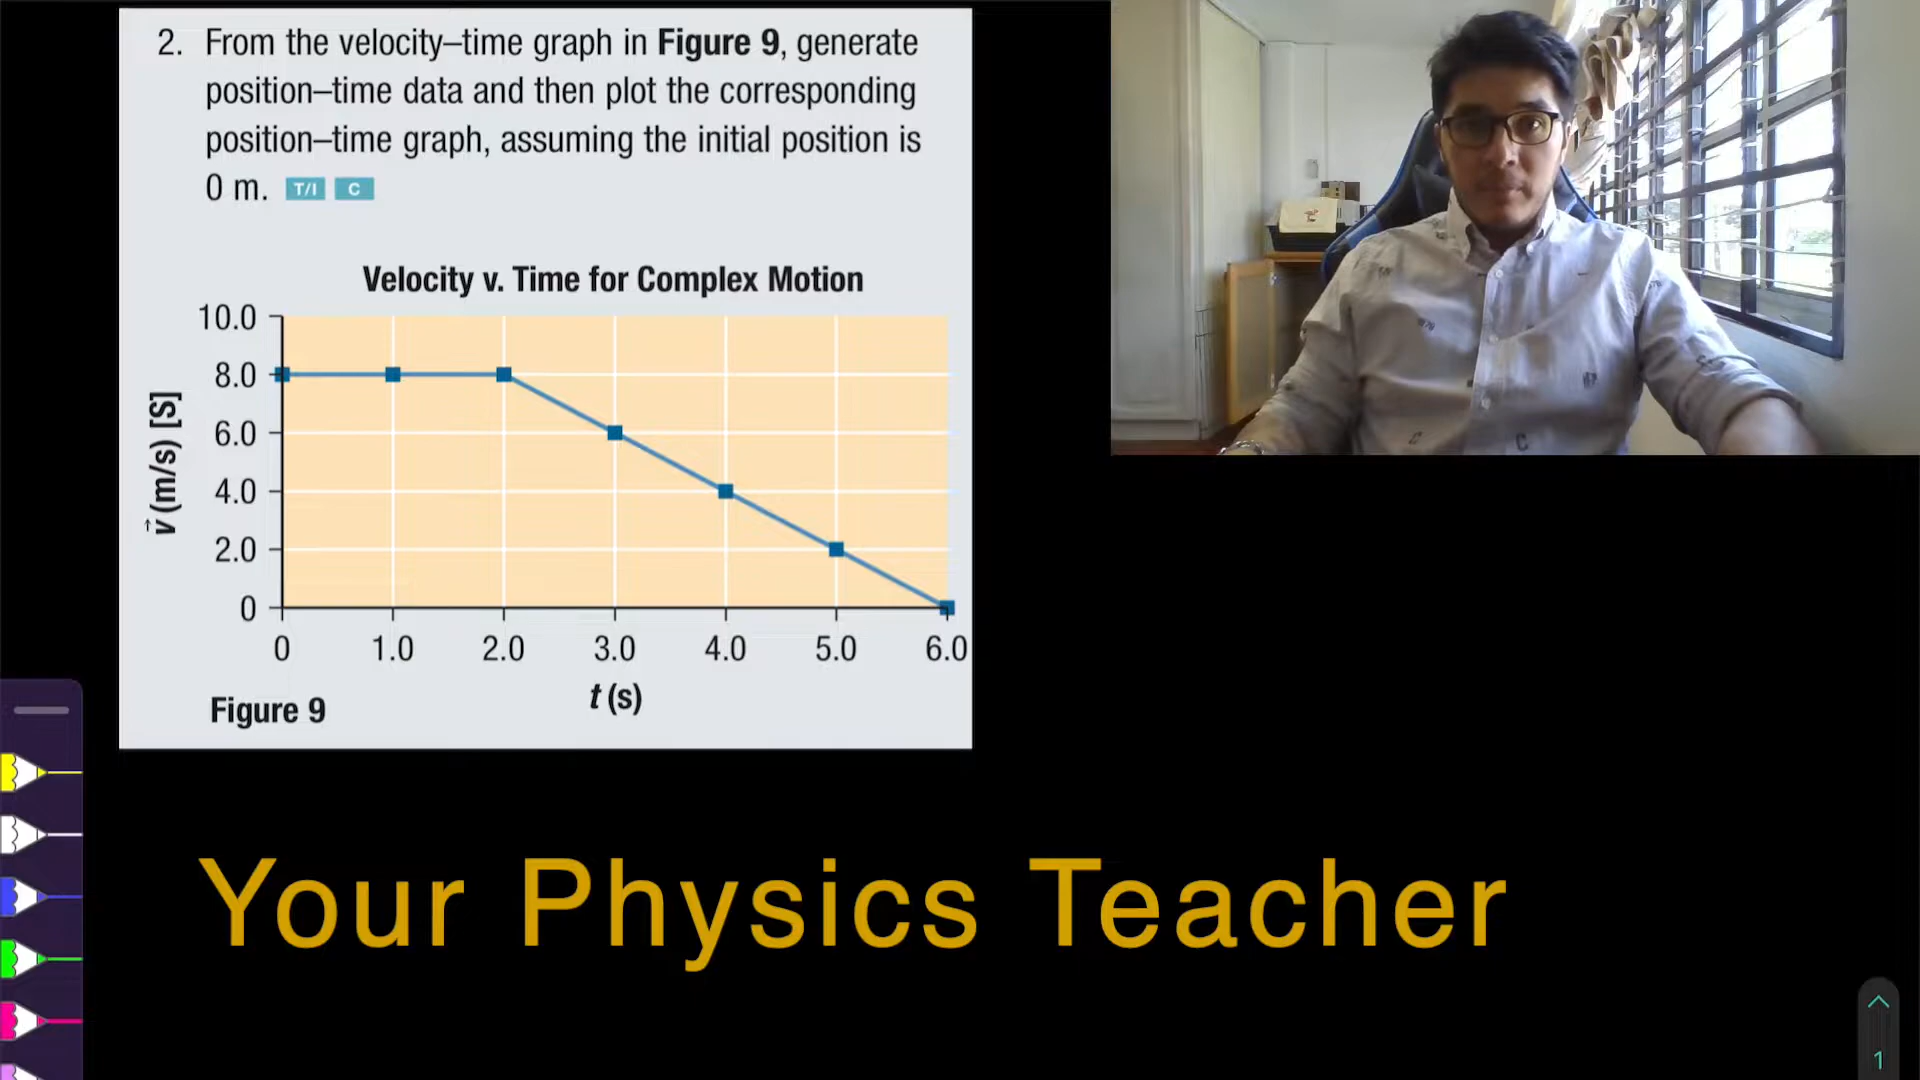 2. From the velocity–time graph in Figure 9, generate
position–time data and then plot the corresponding
position–time graph, assuming the initial position is
0 m. T/I C
Velocity v. Time for Complex Motion
10.0
8.0
6.0
4.0
2.0
0
v⃗ (m/s) [S]
0 1.0 2.0 3.0 4.0 5.0 6.0
t (s)
Figure 9
Your Physics Teacher
1